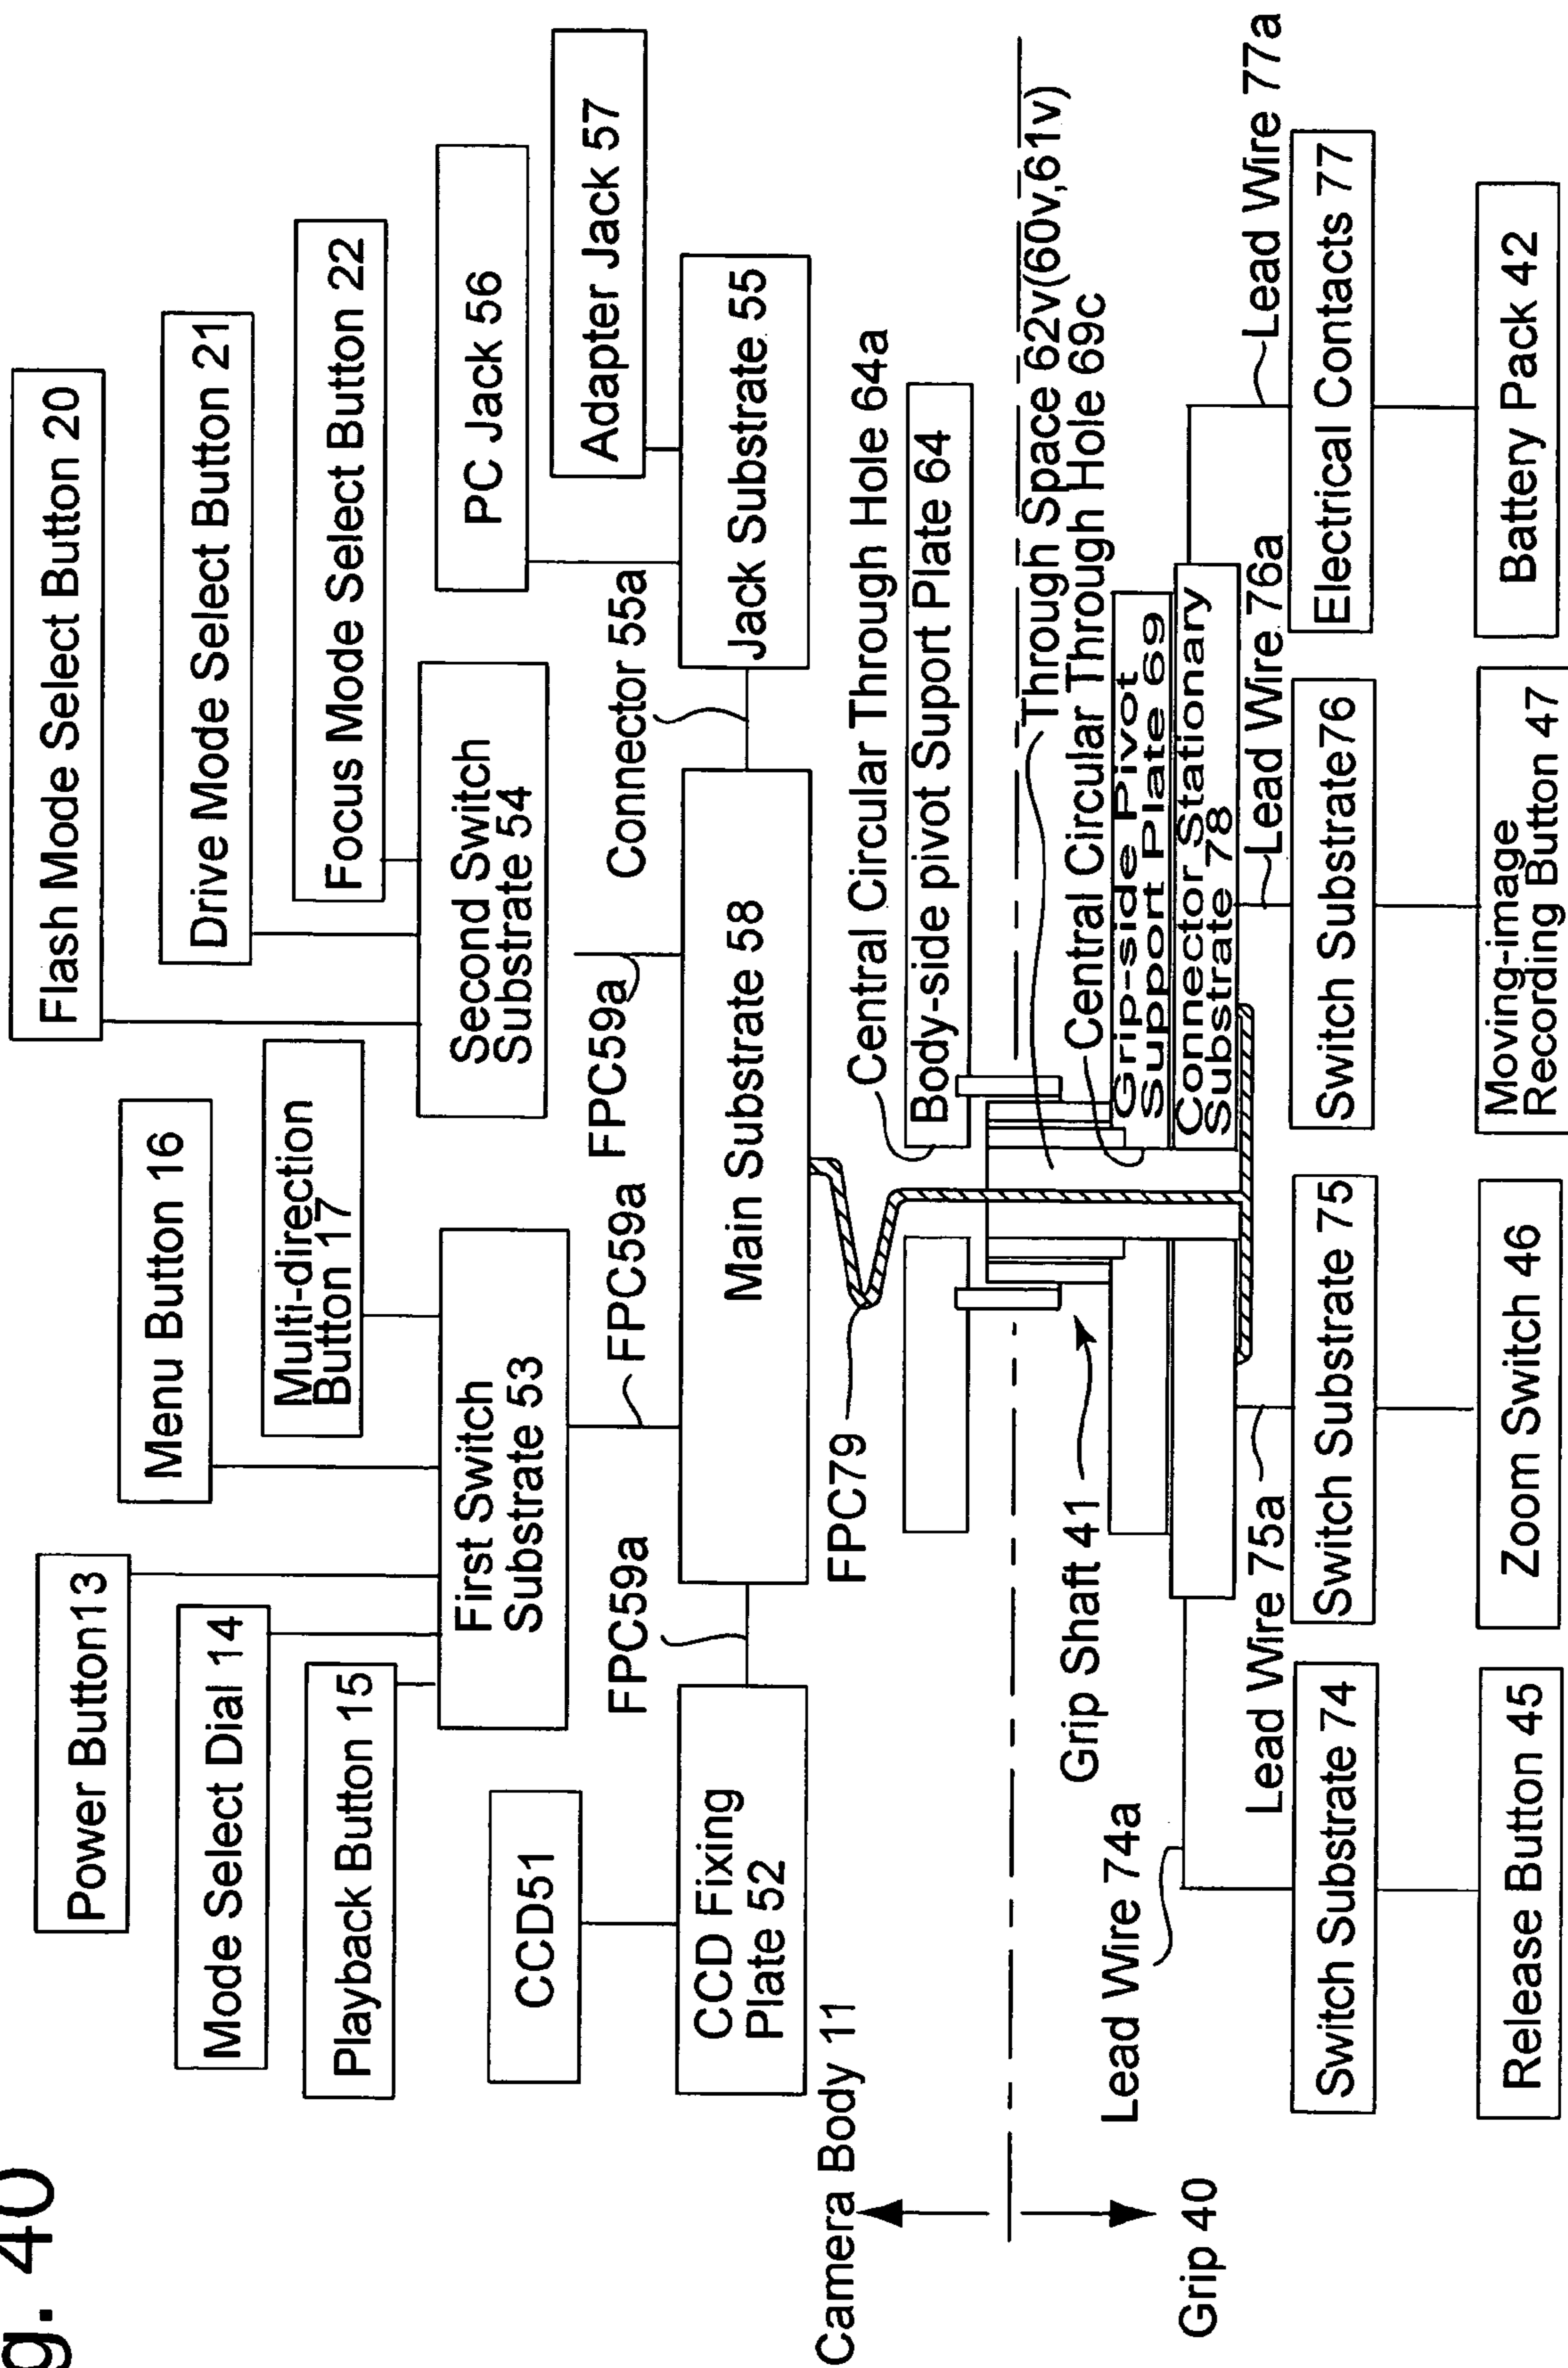 g. 40
Flash Mode Select Button 20
Drive Mode Select Button 21
Focus Mode Select Button 22
Power Button13
Mode Select Dial 14
Playback Button 15
Menu Button 16
Multi-direction
Button 17
PC Jack 56
Adapter Jack 57
CCD51
First Switch
Substrate 53
Second Switch
Substrate 54
FPC59a
FPC59a
FPC59a
Connector 55a
CCD Fixing
Plate 52
Main Substrate 58
Jack Substrate 55
Camera Body 11
FPC79
Central Circular Through Hole 64a
Body-side pivot Suport Plate 64
Through Space 62v(60v,61v)
Central Circular Through Hole 69c
Grip Shaft 41
Grip-side Pivot
Support Plate 69
Connector Stationary
Substrate 78
Grip 40
Lead Wire 74a
Lead Wire 75a
Lead Wire 76a
Lead Wire 77a
Switch Substrate 74
Switch Substrate 75
Switch Substrate76
Electrical Contacts 77
Release Button 45
Zoom Switch 46
Moving-image
Recording Button 47
Battery Pack 42